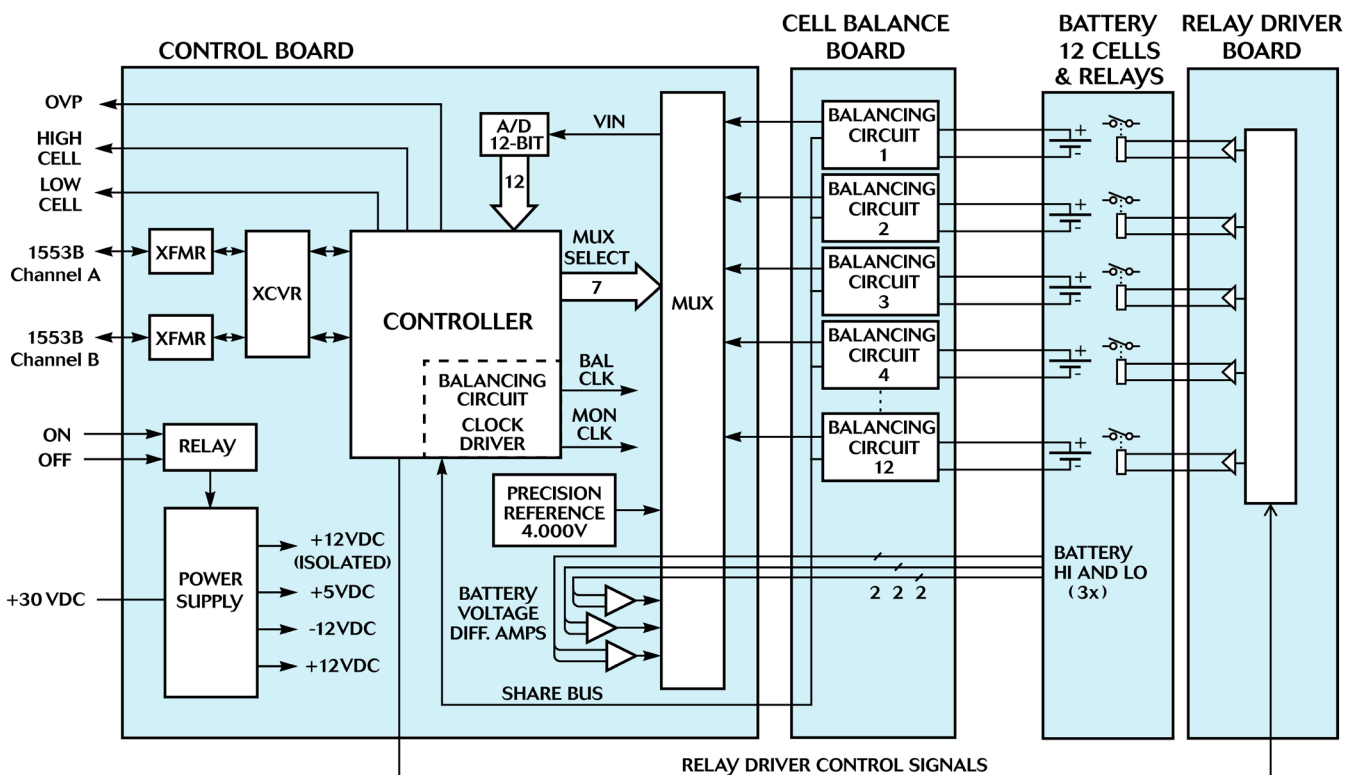 CONTROL BOARD
CELL BALANCE
BOARD
BATTERY
12 CELLS
& RELAYS
RELAY DRIVER
BOARD
OVP
HIGH
CELL
LOW
CELL
1553B
Channel A
1553B
Channel B
XFMR
XFMR
XCVR
A/D
12-BIT
VIN
12
CONTROLLER
MUX
SELECT
7
MUX
BALANCING
CIRCUIT
CLOCK
DRIVER
BAL
CLK
MON
CLK
ON
OFF
RELAY
+30 VDC
POWER
SUPPLY
+12VDC
(ISOLATED)
+5VDC
-12VDC
+12VDC
PRECISION
REFERENCE
4.000V
BATTERY
VOLTAGE
DIFF. AMPS
SHARE BUS
BALANCING
CIRCUIT
1
BALANCING
CIRCUIT
2
BALANCING
CIRCUIT
3
BALANCING
CIRCUIT
4
BALANCING
CIRCUIT
12
2 2 2
+
-
+
-
+
-
+
-
+
-
BATTERY
HI AND LO
(3x)
RELAY DRIVER CONTROL SIGNALS